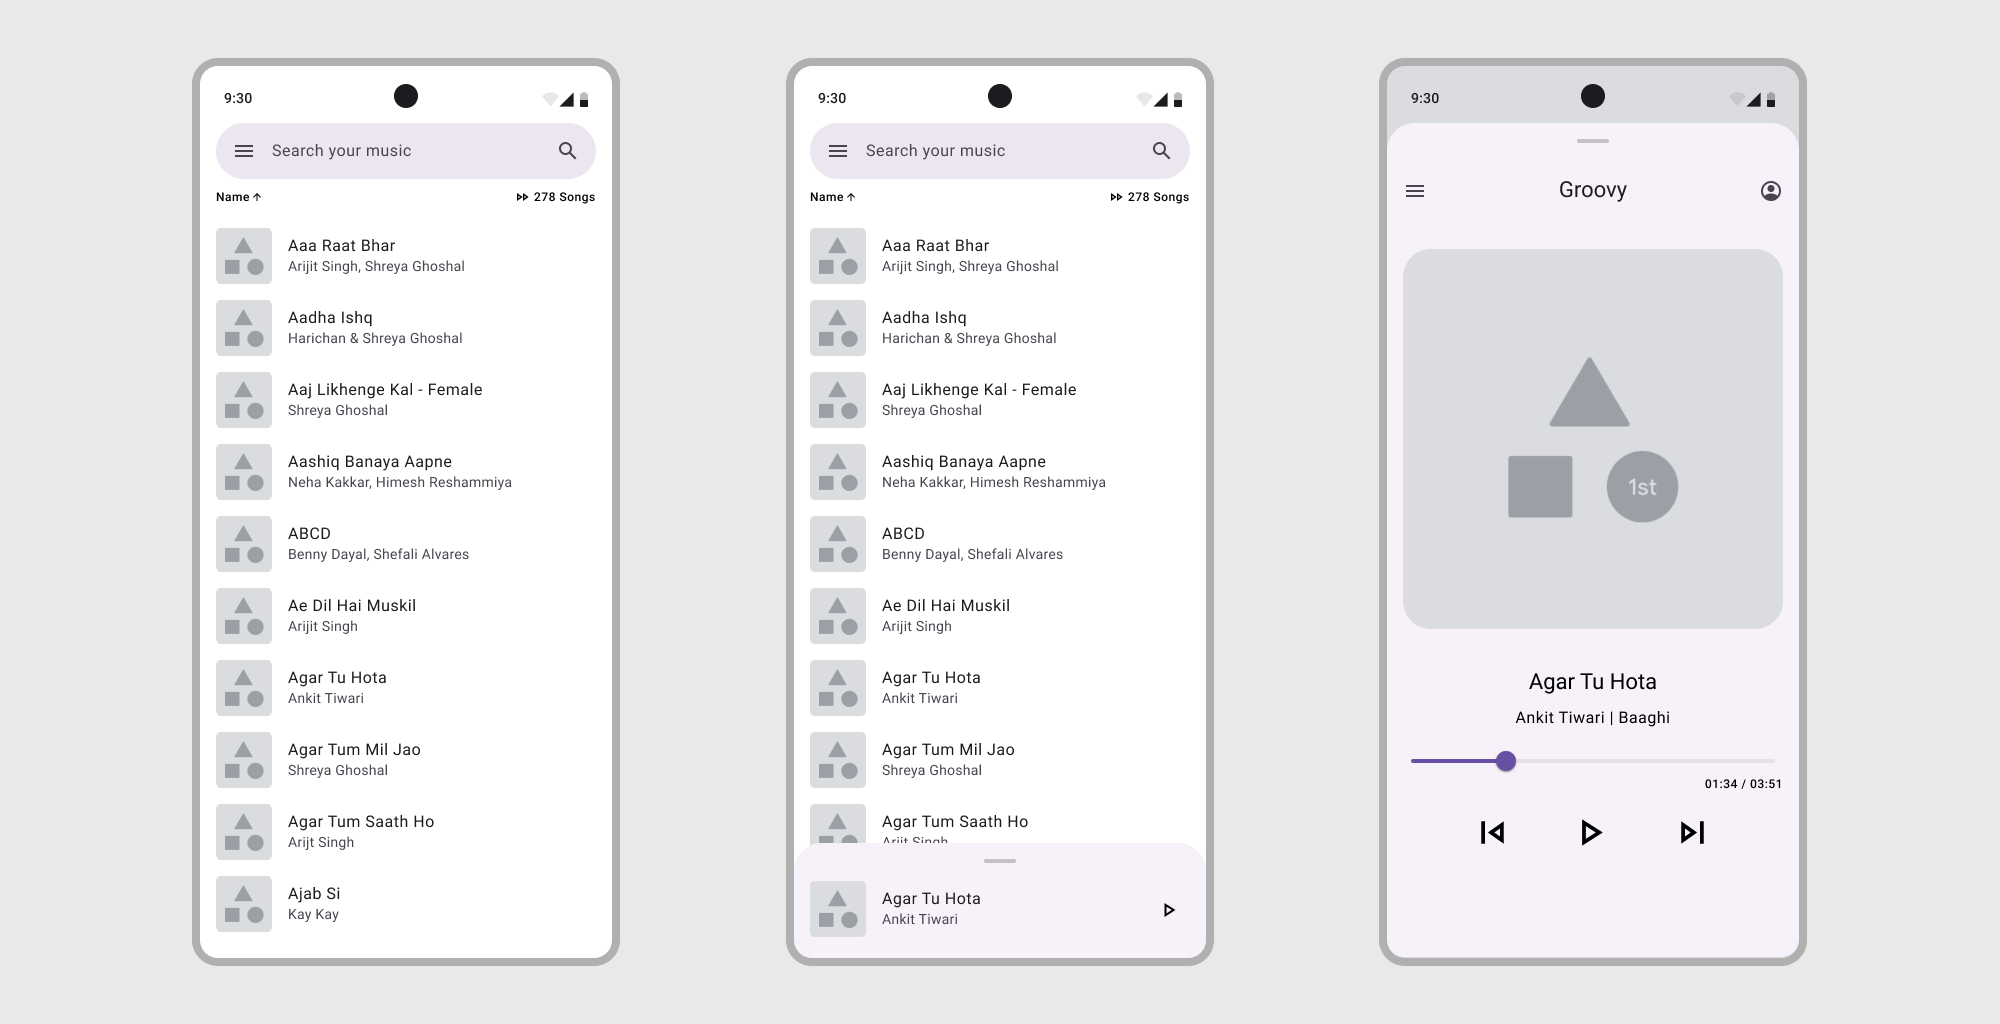 9:30
Search your music
Name
278 Songs
Aaa Raat Bhar
Arijit Singh, Shreya Ghoshal
Aadha Ishq
Harichan & Shreya Ghoshal
Aaj Likhenge Kal - Female
Shreya Ghoshal
Aashiq Banaya Aapne
Neha Kakkar, Himesh Reshammiya
ABCD
Benny Dayal, Shefali Alvares
Ae Dil Hai Muskil
Arijit Singh
Agar Tu Hota
Ankit Tiwari
Agar Tum Mil Jao
Shreya Ghoshal
Agar Tum Saath Ho
Arijt Singh
Ajab Si
Kay Kay
9:30
Search your music
Name
278 Songs
Aaa Raat Bhar
Arijit Singh, Shreya Ghoshal
Aadha Ishq
Harichan & Shreya Ghoshal
Aaj Likhenge Kal - Female
Shreya Ghoshal
Aashiq Banaya Aapne
Neha Kakkar, Himesh Reshammiya
ABCD
Benny Dayal, Shefali Alvares
Ae Dil Hai Muskil
Arijit Singh
Agar Tu Hota
Ankit Tiwari
Agar Tum Mil Jao
Shreya Ghoshal
Agar Tum Saath Ho
Arijt Singh
Agar Tu Hota
Ankit Tiwari
9:30
Groovy
1st
Agar Tu Hota
Ankit Tiwari | Baaghi
01:34 / 03:51